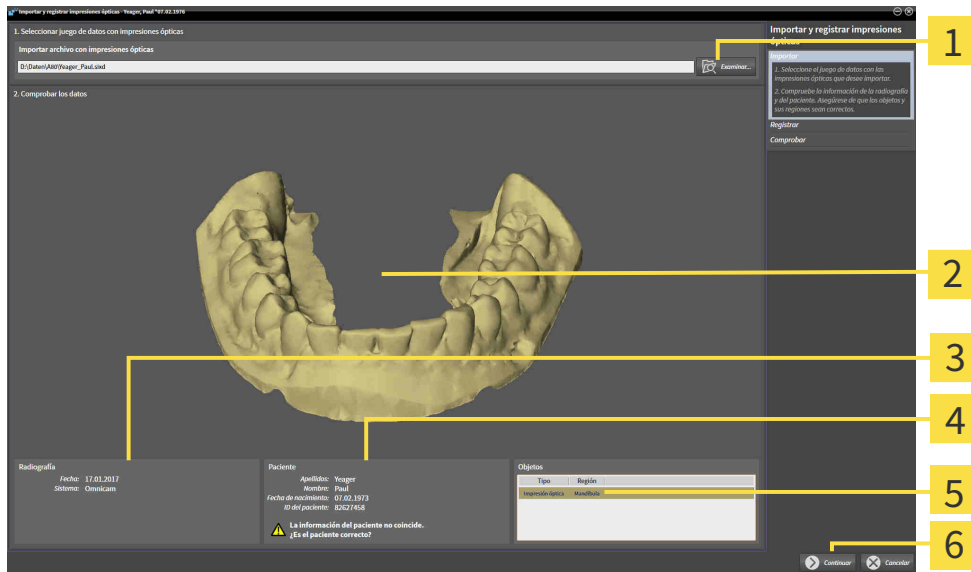 Importar y registrar impresiones ópticas - Yeager, Paul *07.02.1976
1. Seleccionar juego de datos con impresiones ópticas
Importar archivo con impresiones ópticas
D:\Daten\A80\Yeager_Paul.sixd
Examinar...
2. Comprobar los datos
Importar y registrar impresiones
ópticas
Importar
1. Seleccione el juego de datos con las
impresiones ópticas que desee importar.
2. Compruebe la información de la radiografía
y del paciente. Asegúrese de que los objetos y
sus regiones sean correctos.
Registrar
Comprobar
1
2
3
4
5
6
Radiografía
Fecha: 17.01.2017
Sistema: Omnicam
Paciente
Apellidos: Yeager
Nombre: Paul
Fecha de nacimiento: 07.02.1973
ID del paciente: 82627458
La información del paciente no coincide.
¿Es el paciente correcto?
Objetos
Tipo Región
Impresión óptica Mandíbula
Continuar
Cancelar